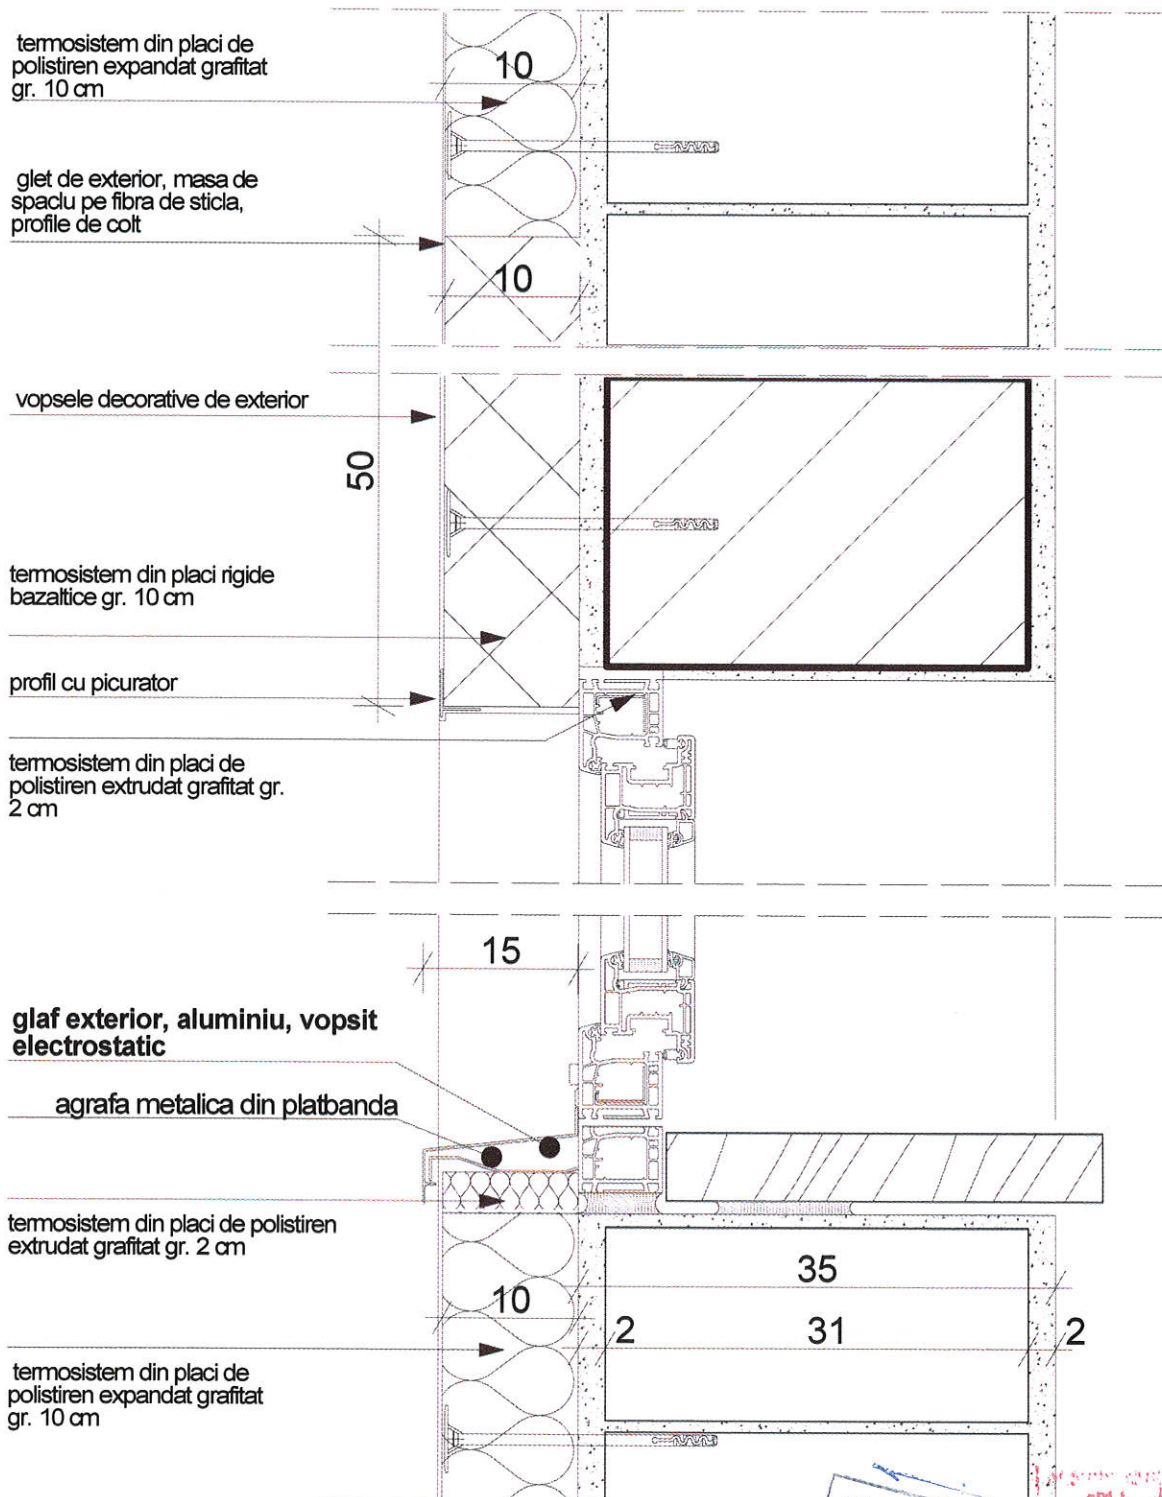 termosistem din placi de
polistiren expandat grafitat
gr. 10 cm
10
glet de exterior, masa de
spaclu pe fibra de sticla,
profile de colt
10
vopsele decorative de exterior
50
termosistem din placi rigide
bazaltice gr. 10 cm
profil cu picurator
termosistem din placi de
polistiren extrudat grafitat gr.
2 cm
15
glaf exterior, aluminiu, vopsit
electrostatic
agrafa metalica din platbanda
termosistem din placi de polistiren
extrudat grafitat gr. 2 cm
35
10
2
31
2
termosistem din placi de
polistiren expandat grafitat
gr. 10 cm